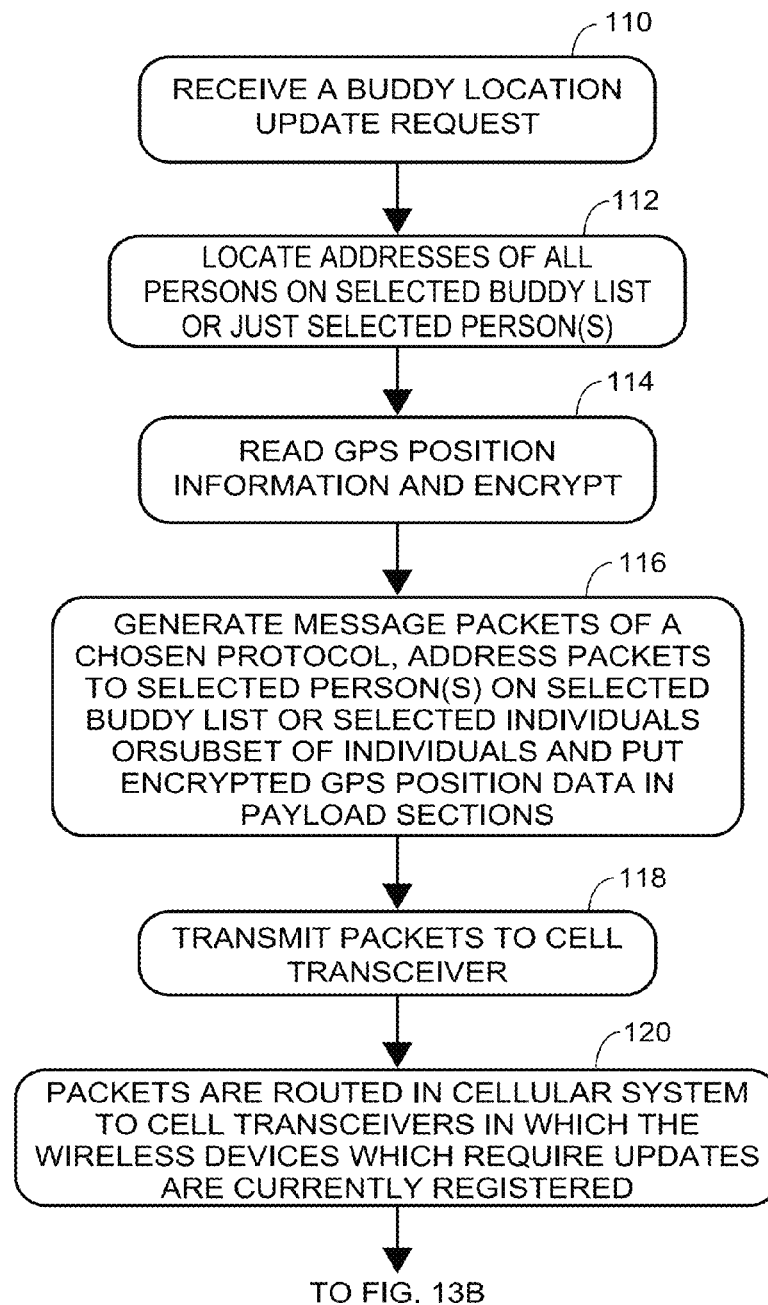 110
RECEIVE A BUDDY LOCATION
UPDATE REQUEST
112
LOCATE ADDRESSES OF ALL
PERSONS ON SELECTED BUDDY LIST
OR JUST SELECTED PERSON(S)
114
READ GPS POSITION
INFORMATION AND ENCRYPT
116
GENERATE MESSAGE PACKETS OF A
CHOSEN PROTOCOL, ADDRESS PACKETS
TO SELECTED PERSON(S) ON SELECTED
BUDDY LIST OR SELECTED INDIVIDUALS
ORSUBSET OF INDIVIDUALS AND PUT
ENCRYPTED GPS POSITION DATA IN
PAYLOAD SECTIONS
118
TRANSMIT PACKETS TO CELL
TRANSCEIVER
120
PACKETS ARE ROUTED IN CELLULAR SYSTEM
TO CELL TRANSCEIVERS IN WHICH THE
WIRELESS DEVICES WHICH REQUIRE UPDATES
ARE CURRENTLY REGISTERED
TO FIG. 13B